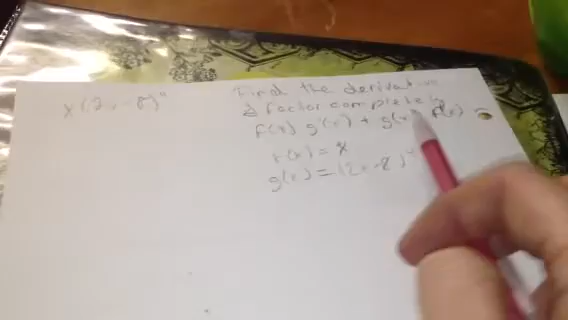 x(2x-8)⁴
Find the derivative
& factor completely
f(x) g'(x) + g(x) f'(x)
f(x) = x
g(x) = (2x-8)⁴